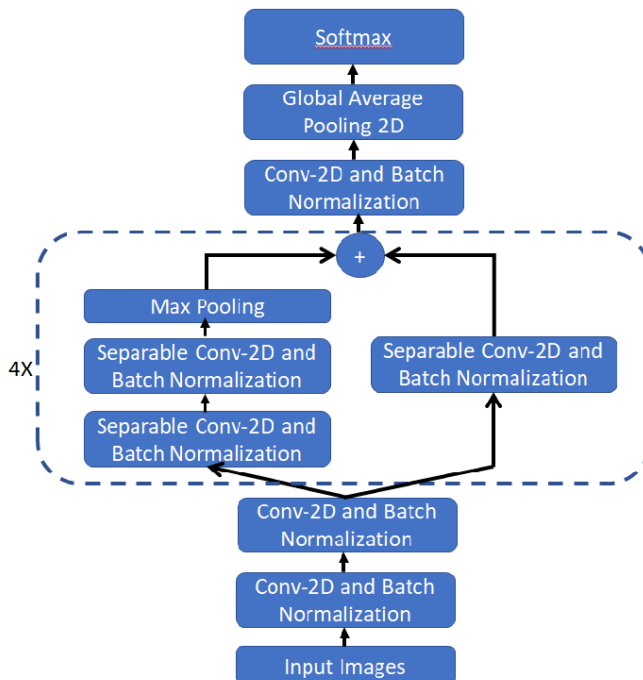 Softmax
Global Average
Pooling 2D
Conv-2D and Batch
Normalization
+
Max Pooling
4X
Separable Conv-2D and
Batch Normalization
Separable Conv-2D and
Batch Normalization
Separable Conv-2D and
Batch Normalization
Conv-2D and Batch
Normalization
Conv-2D and Batch
Normalization
Input Images